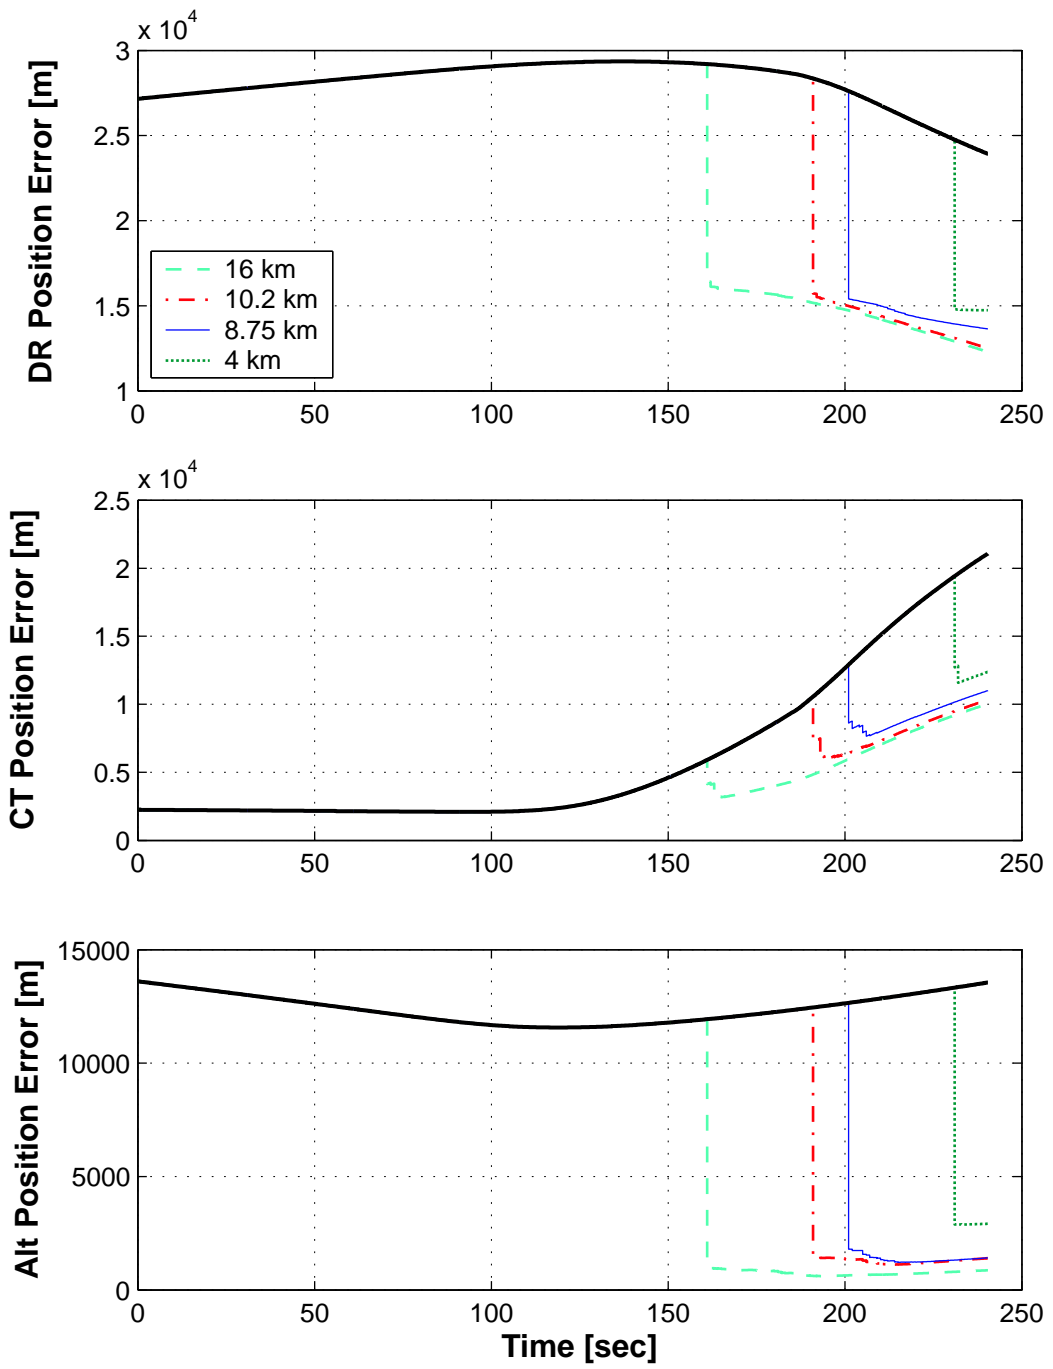 x 10^4
3
2.5
2
1.5
1
DR Position Error [m]
16 km
10.2 km
8.75 km
4 km
0 50 100 150 200 250
x 10^4
2.5
2
1.5
1
0.5
0
CT Position Error [m]
0 50 100 150 200 250
15000
10000
5000
0
Alt Position Error [m]
0 50 100 150 200 250
Time [sec]